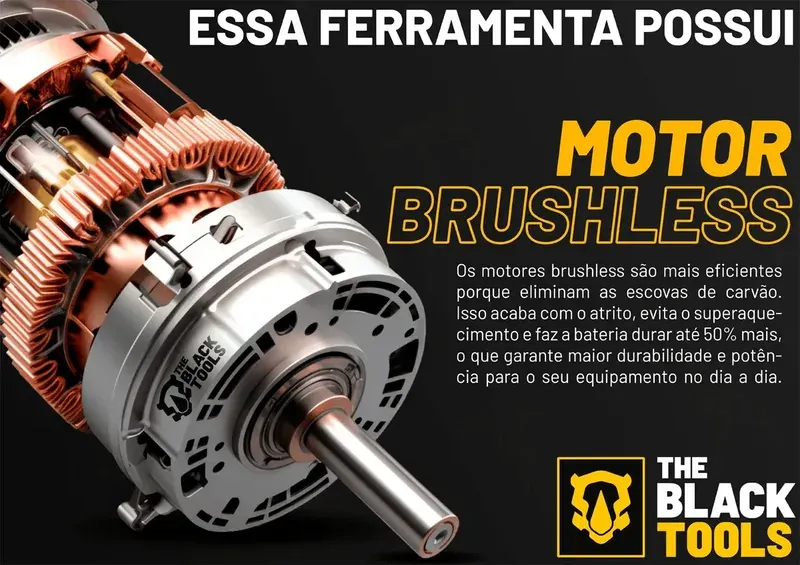 ESSA FERRAMENTA POSSUI
MOTOR
BRUSHLESS
Os motores brushless são mais eficientes
porque eliminam as escovas de carvão.
Isso acaba com o atrito, evita o superaque-
cimento e faz a bateria durar até 50% mais,
o que garante maior durabilidade e potên-
cia para o seu equipamento no dia a dia.
THE
BLACK
TOOLS
THE
BLACK
TOOLS